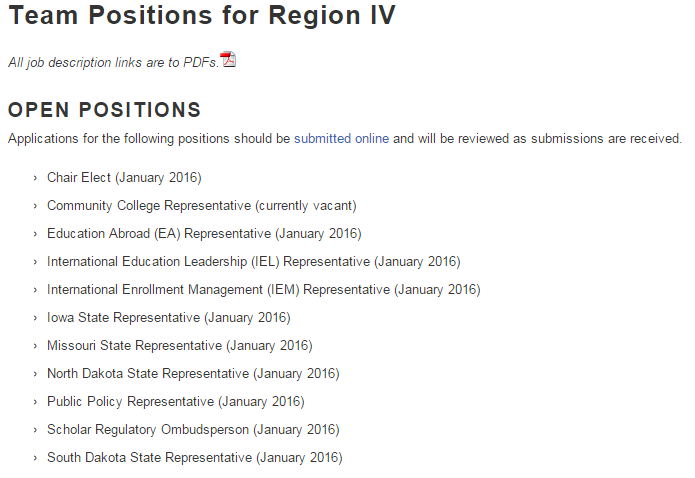 Team Positions for Region IV
All job description links are to PDFs.
OPEN POSITIONS
Applications for the following positions should be submitted online and will be reviewed as submissions are received.
› Chair Elect (January 2016)
› Community College Representative (currently vacant)
› Education Abroad (EA) Representative (January 2016)
› International Education Leadership (IEL) Representative (January 2016)
› International Enrollment Management (IEM) Representative (January 2016)
› Iowa State Representative (January 2016)
› Missouri State Representative (January 2016)
› North Dakota State Representative (January 2016)
› Public Policy Representative (January 2016)
› Scholar Regulatory Ombudsperson (January 2016)
› South Dakota State Representative (January 2016)